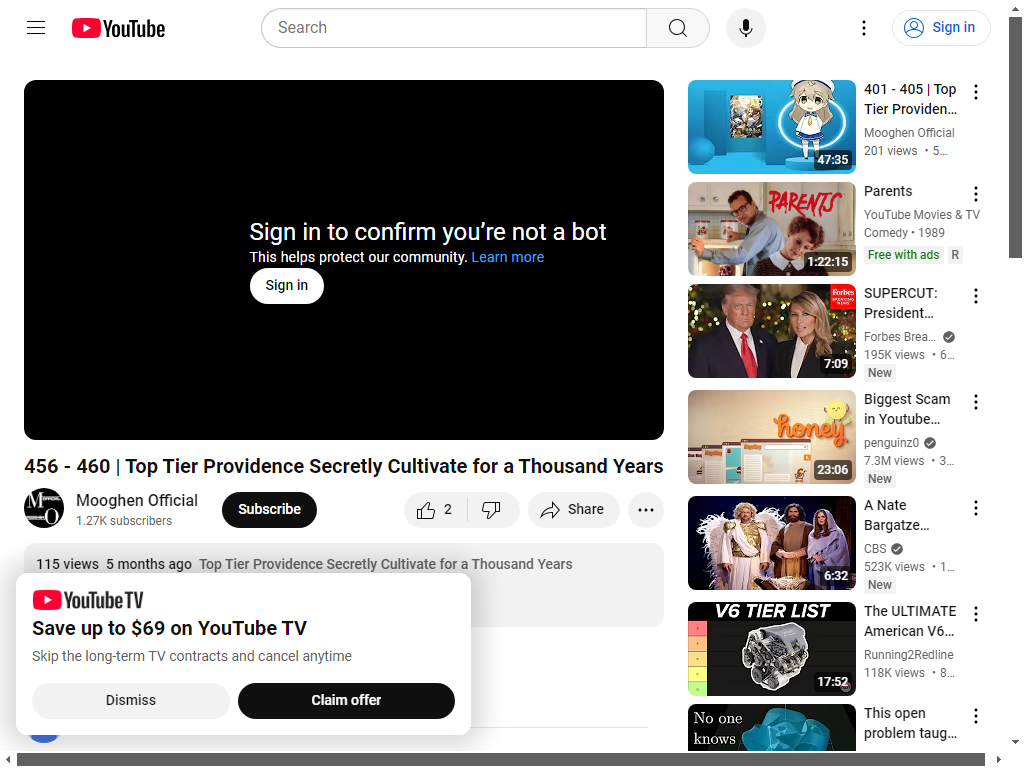 YouTube
Search
Sign in
Sign in to confirm you're not a bot
This helps protect our community. Learn more
Sign in
456 - 460 | Top Tier Providence Secretly Cultivate for a Thousand Years
Mooghen Official
1.27K subscribers
Subscribe
2
Share
115 views 5 months ago Top Tier Providence Secretly Cultivate for a Thousand Years
YouTube TV
Save up to $69 on YouTube TV
Skip the long-term TV contracts and cancel anytime
Dismiss
Claim offer
47:35
401 - 405 | Top
Tier Providen…
Mooghen Official
201 views • 5…
PARENTS
1:22:15
Parents
YouTube Movies & TV
Comedy • 1989
Free with ads R
Forbes
BREAKING
NEWS
7:09
SUPERCUT:
President…
Forbes Brea…
195K views • 6…
New
honey
23:06
Biggest Scam
in Youtube…
penguinz0
7.3M views • 3…
New
6:32
A Nate
Bargatze…
CBS
523K views • 1…
New
V6 TIER LIST
17:52
The ULTIMATE
American V6…
Running2Redline
118K views • 8…
No one
knows
This open
problem taug…